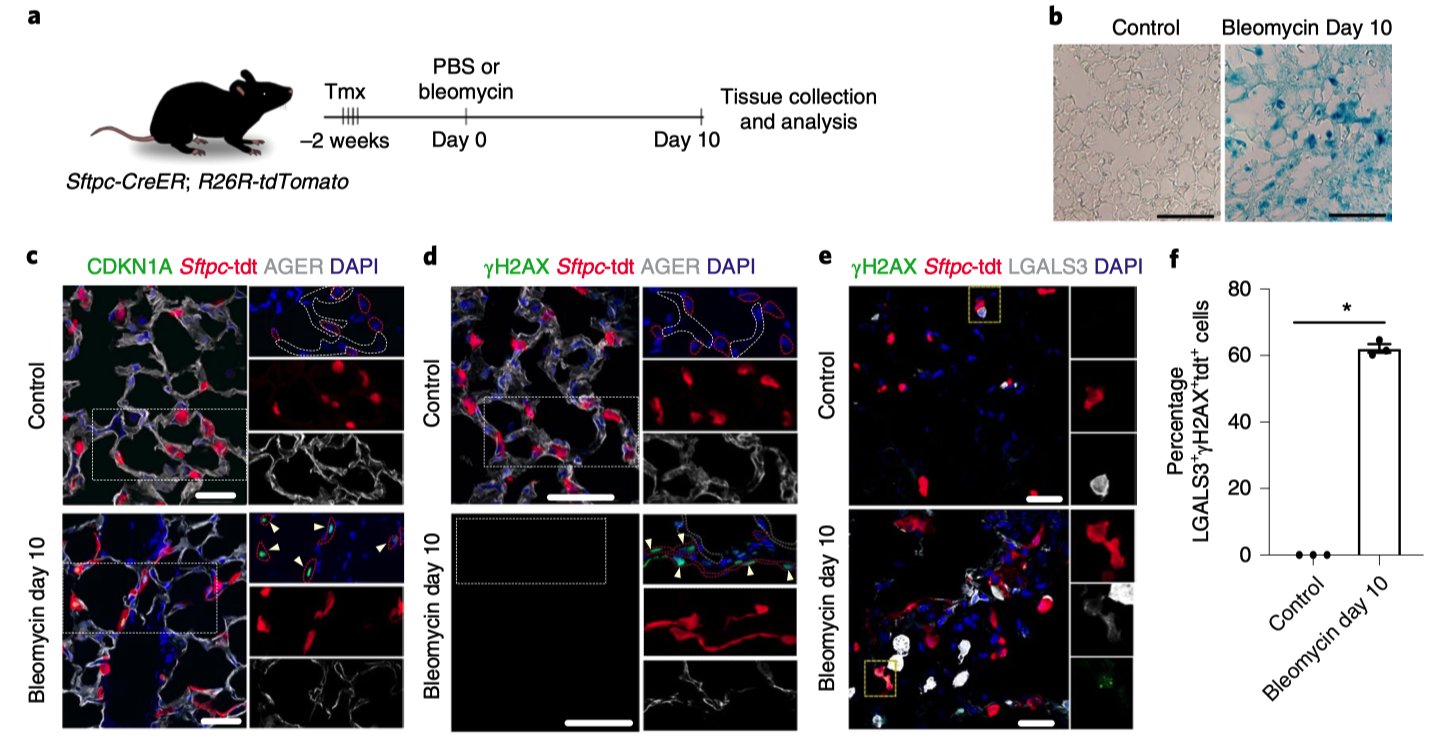 a
Tmx
PBS or
bleomycin
–2 weeks
Day 0
Day 10
Tissue collection
and analysis
Sftpc-CreER; R26R-tdTomato
b
Control
Bleomycin Day 10
c
CDKN1A Sftpc-tdt AGER DAPI
Control
Bleomycin day 10
d
γH2AX Sftpc-tdt AGER DAPI
Control
Bleomycin day 10
e
γH2AX Sftpc-tdt LGALS3 DAPI
Control
Bleomycin day 10
f
Percentage
LGALS3⁺γH2AX⁺tdt⁺ cells
80
60
40
20
0
*
Control
Bleomycin day 10